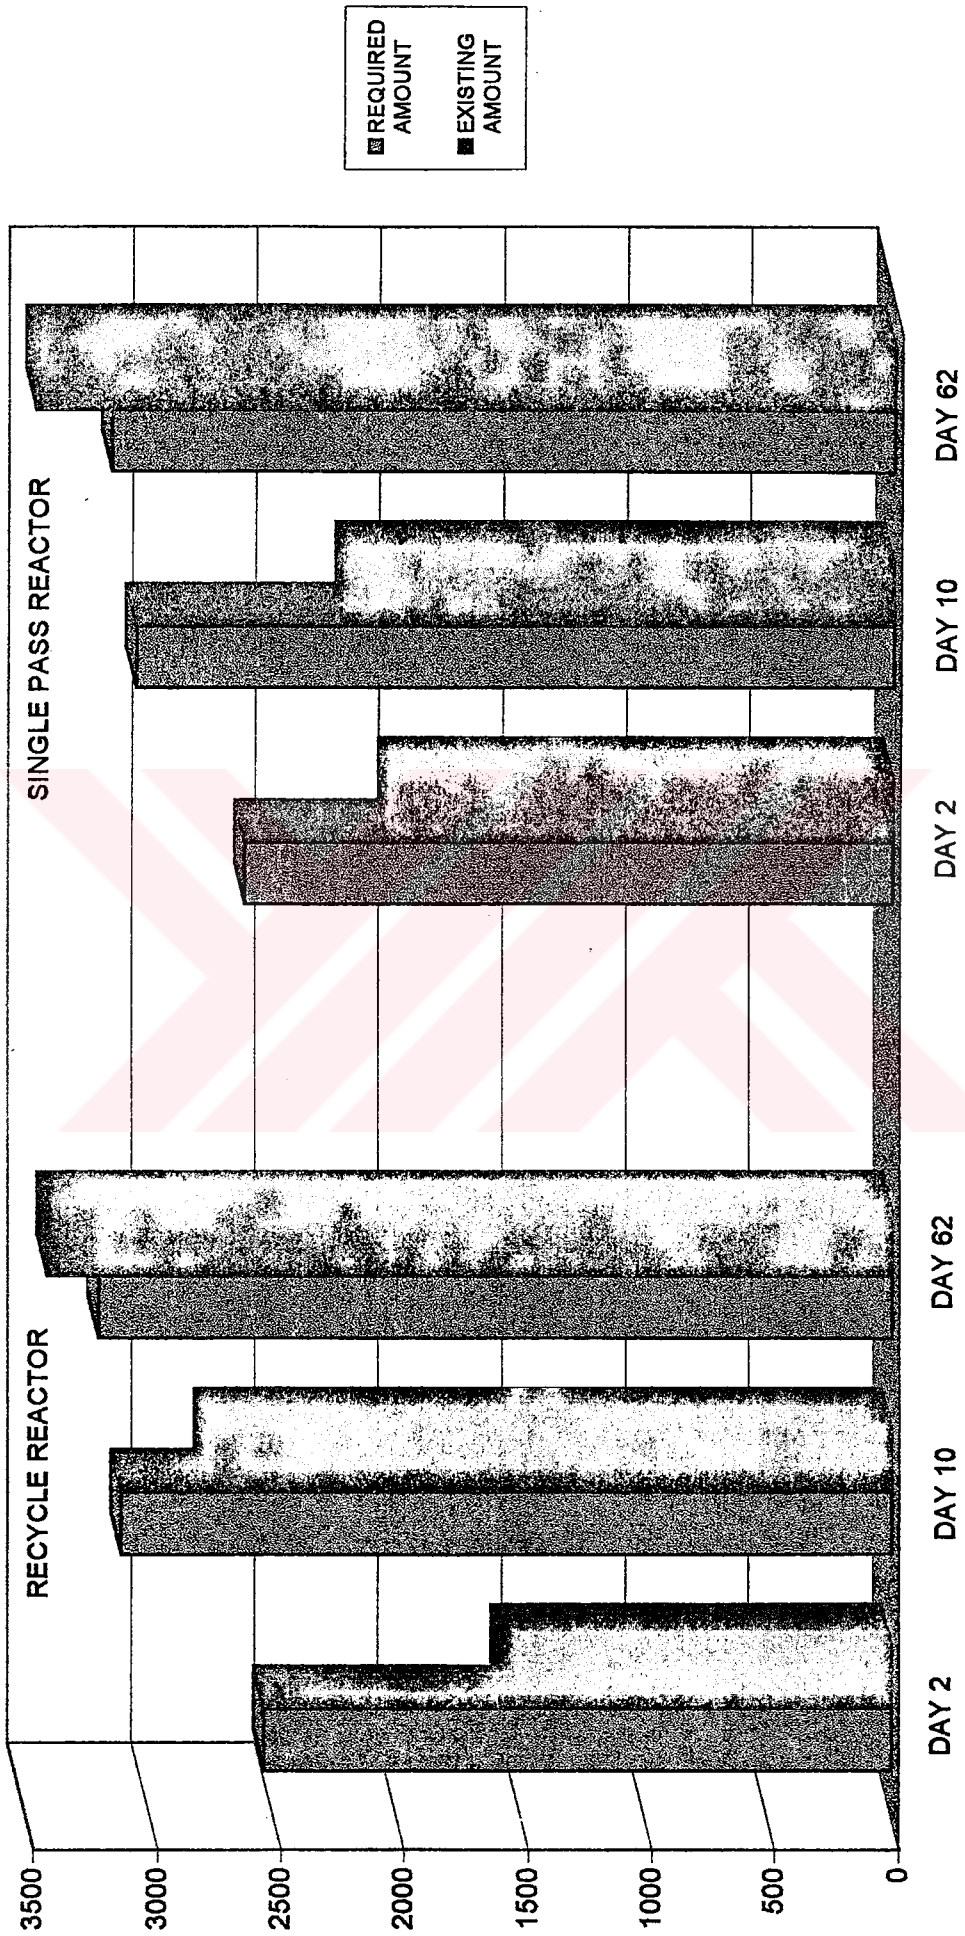 RECYCLE REACTOR
SINGLE PASS REACTOR
3500
3000
2500
2000
1500
1000
500
0
DAY 2
DAY 10
DAY 62
DAY 2
DAY 10
DAY 62
REQUIRED
AMOUNT
EXISTING
AMOUNT